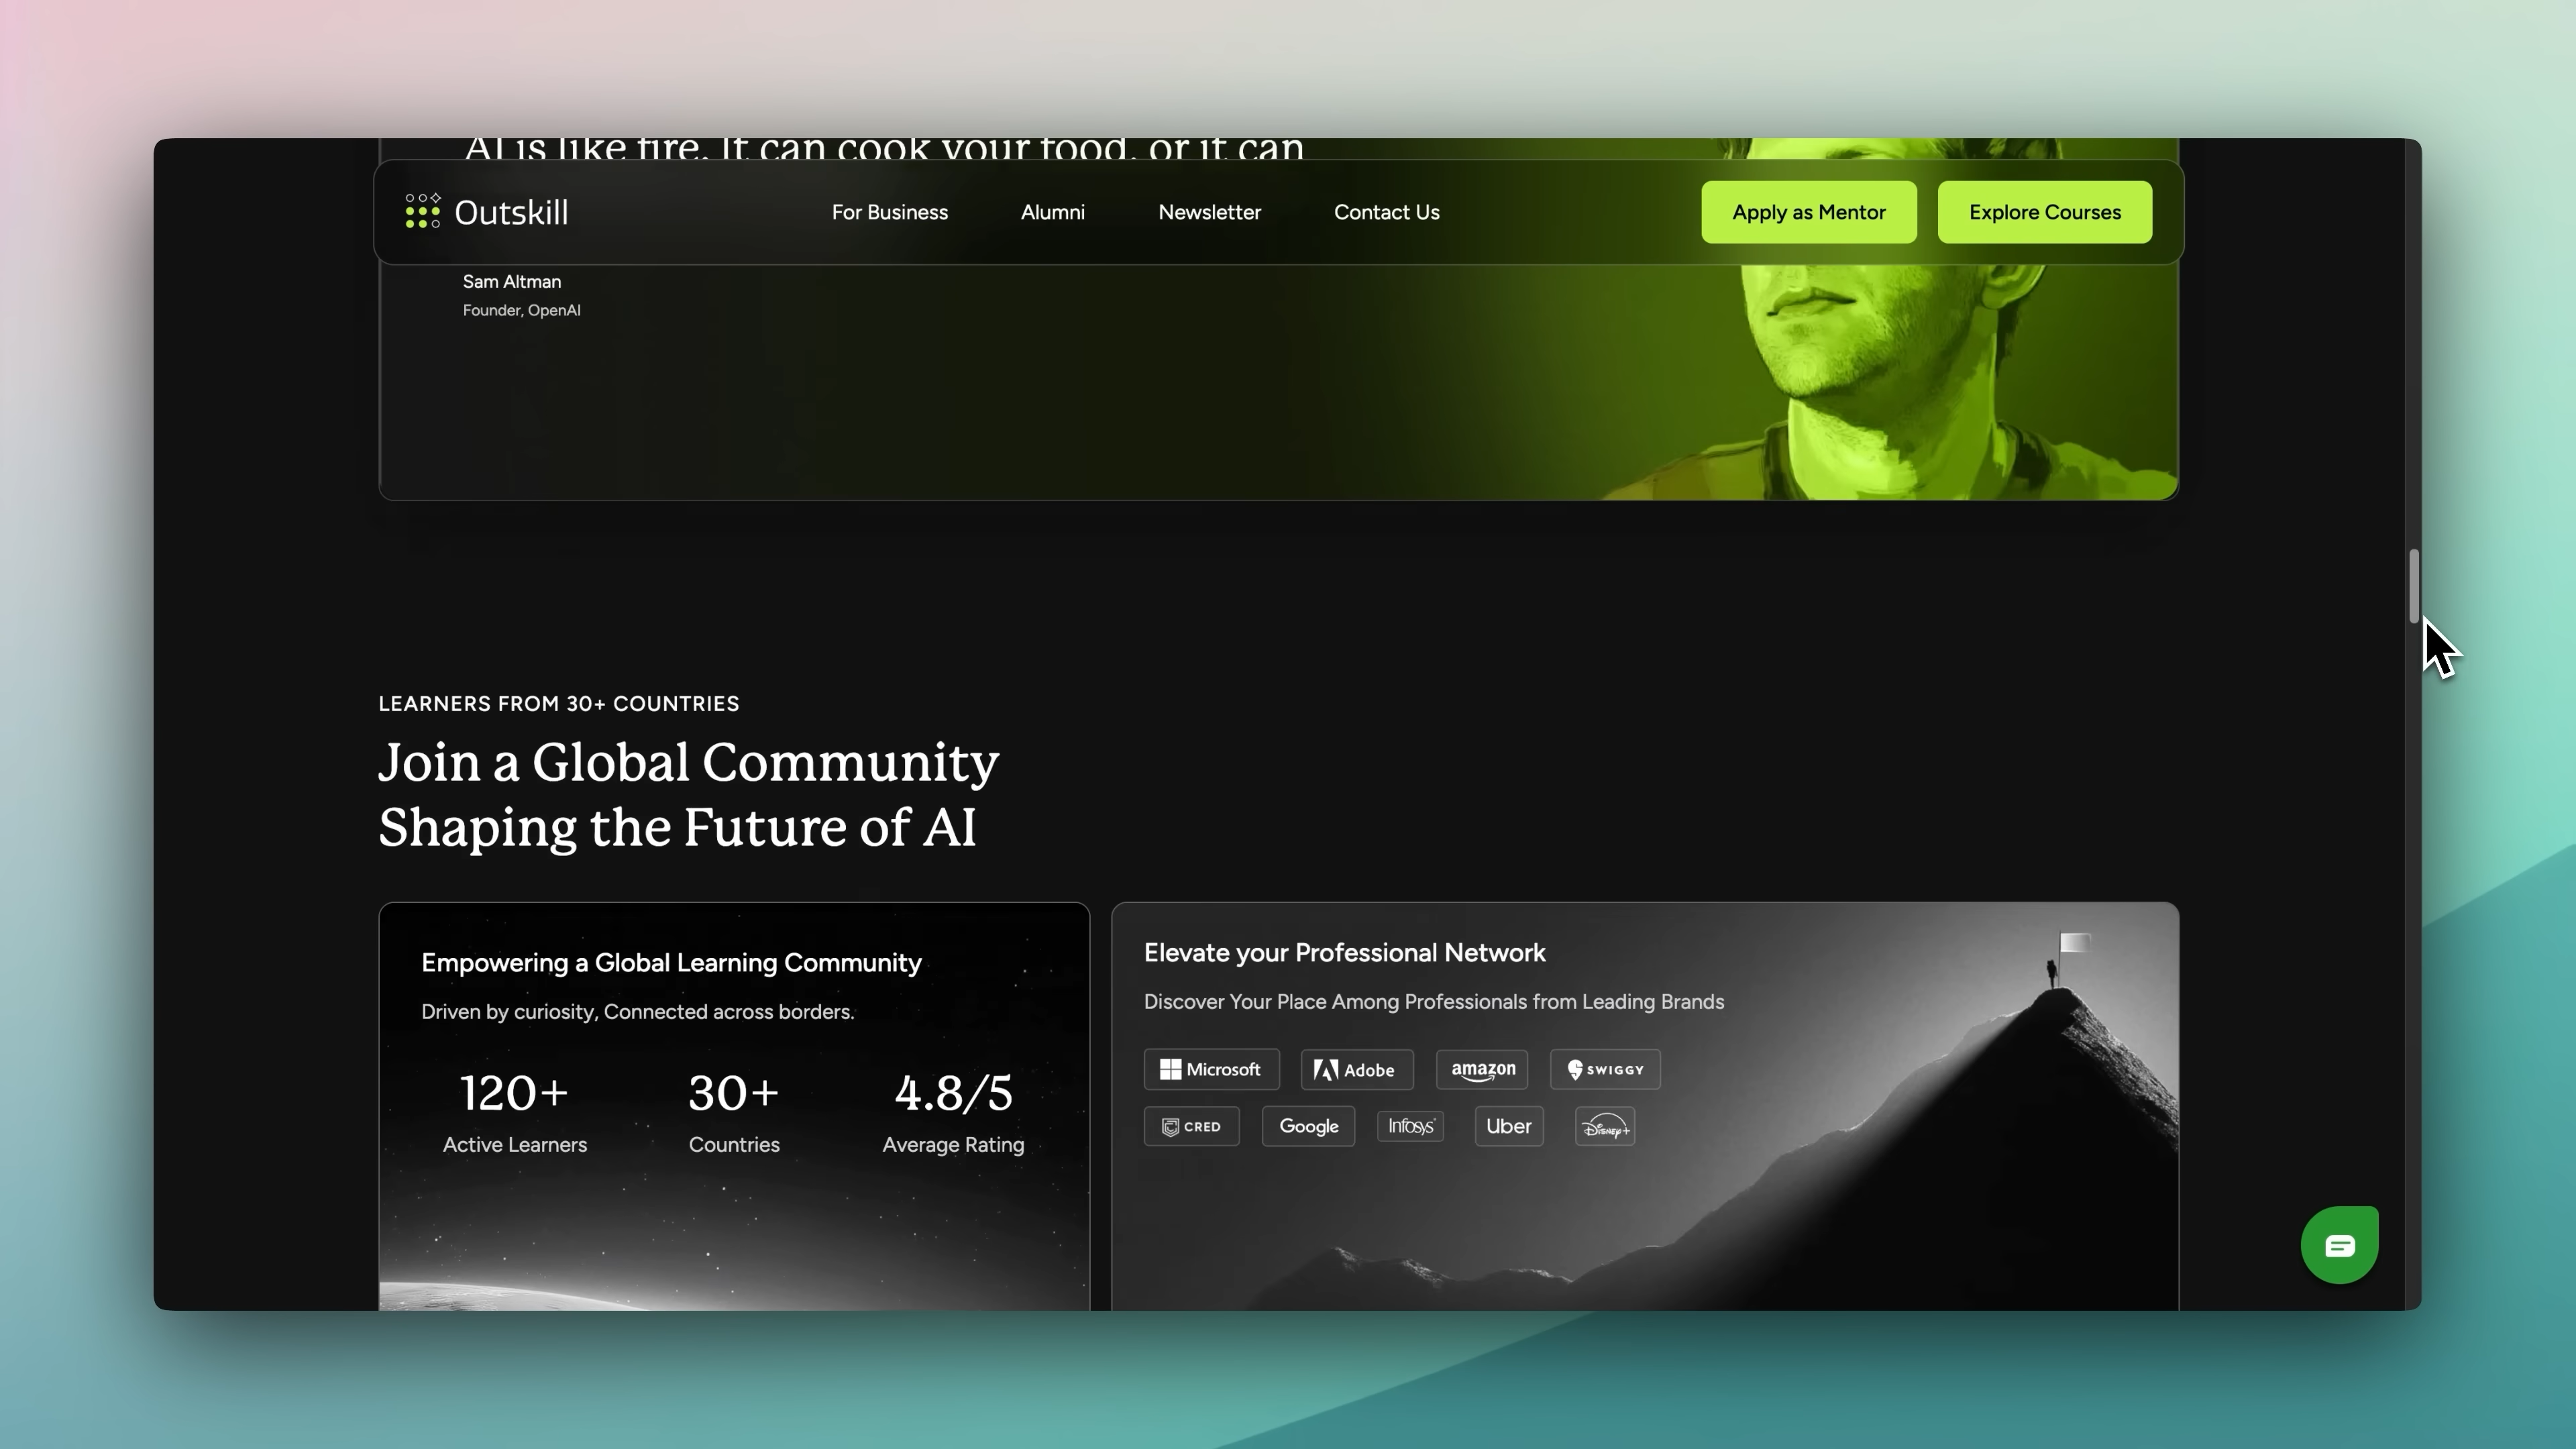 AI is like fire. It can cook your food, or it can
Outskill
For Business
Alumni
Newsletter
Contact Us
Apply as Mentor
Explore Courses
Sam Altman
Founder, OpenAI
LEARNERS FROM 30+ COUNTRIES
Join a Global Community
Shaping the Future of AI
Empowering a Global Learning Community
Driven by curiosity, Connected across borders.
120+
Active Learners
30+
Countries
4.8/5
Average Rating
Elevate your Professional Network
Discover Your Place Among Professionals from Leading Brands
Microsoft
Adobe
amazon
SWIGGY
CRED
Google
Infosys
Uber
Disney+